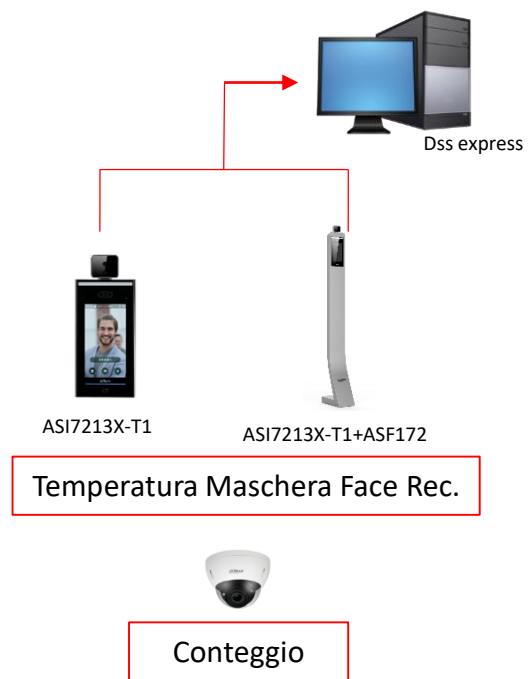 Dss express
ASI7213X-T1
ASI7213X-T1+ASF172
Temperatura Maschera Face Rec.
Conteggio